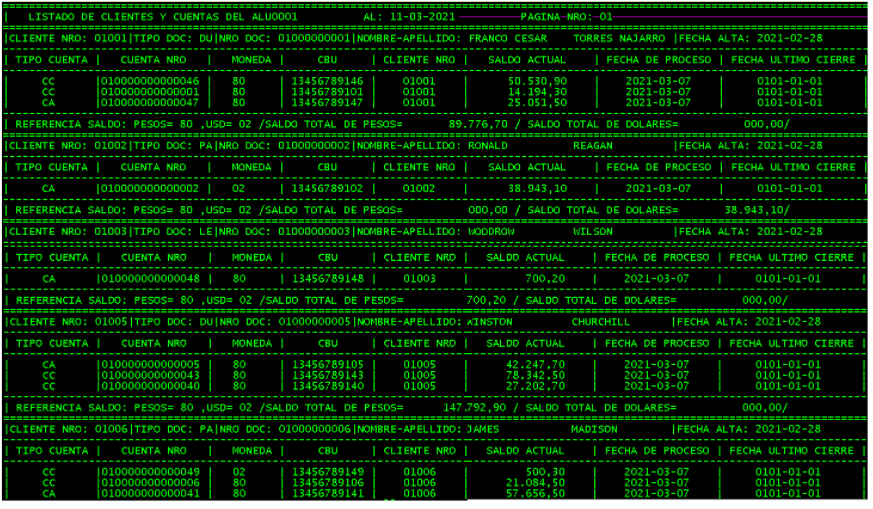 LISTADO DE CLIENTES Y CUENTAS DEL ALU0001 AL: 11-03-2021 PAGINA-NRO: 01
|CLIENTE NRO: 01001|TIPO DOC: DU|NRO DOC: 01000000001|NOMBRE-APELLIDO: FRANCO CESAR TORRES NAJARRO |FECHA ALTA: 2021-02-28
| TIPO CUENTA | CUENTA NRO | MONEDA | CBU | CLIENTE NRO | SALDO ACTUAL | FECHA DE PROCESO | FECHA ULTIMO CIERRE |
| CC |010000000000046 | 80 | 13456789146 | 01001 | 50.530,90 | 2021-03-07 | 0101-01-01 |
| CC |010000000000001 | 80 | 13456789101 | 01001 | 14.194,30 | 2021-03-07 | 0101-01-01 |
| CA |010000000000047 | 80 | 13456789147 | 01001 | 25.051,50 | 2021-03-07 | 0101-01-01 |
| REFERENCIA SALDO: PESOS= 80 ,USD= 02 /SALDO TOTAL DE PESOS= 89.776,70 / SALDO TOTAL DE DOLARES= 000,00/
|CLIENTE NRO: 01002|TIPO DOC: PA|NRO DOC: 01000000002|NOMBRE-APELLIDO: RONALD REAGAN |FECHA ALTA: 2021-02-28
| TIPO CUENTA | CUENTA NRO | MONEDA | CBU | CLIENTE NRO | SALDO ACTUAL | FECHA DE PROCESO | FECHA ULTIMO CIERRE |
| CA |010000000000002 | 02 | 13456789102 | 01002 | 38.943,10 | 2021-03-07 | 0101-01-01 |
| REFERENCIA SALDO: PESOS= 80 ,USD= 02 /SALDO TOTAL DE PESOS= 000,00 / SALDO TOTAL DE DOLARES= 38.943,10/
|CLIENTE NRO: 01003|TIPO DOC: LE|NRO DOC: 01000000003|NOMBRE-APELLIDO: WOODROW WILSON |FECHA ALTA: 2021-02-28
| TIPO CUENTA | CUENTA NRO | MONEDA | CBU | CLIENTE NRO | SALDO ACTUAL | FECHA DE PROCESO | FECHA ULTIMO CIERRE |
| CA |010000000000048 | 80 | 13456789148 | 01003 | 700,20 | 2021-03-07 | 0101-01-01 |
| REFERENCIA SALDO: PESOS= 80 ,USD= 02 /SALDO TOTAL DE PESOS= 700,20 / SALDO TOTAL DE DOLARES= 000,00/
|CLIENTE NRO: 01005|TIPO DOC: DU|NRO DOC: 01000000005|NOMBRE-APELLIDO: WINSTON CHURCHILL |FECHA ALTA: 2021-02-28
| TIPO CUENTA | CUENTA NRO | MONEDA | CBU | CLIENTE NRO | SALDO ACTUAL | FECHA DE PROCESO | FECHA ULTIMO CIERRE |
| CA |010000000000005 | 80 | 13456789105 | 01005 | 42.247,70 | 2021-03-07 | 0101-01-01 |
| CC |010000000000043 | 80 | 13456789143 | 01005 | 78.342,50 | 2021-03-07 | 0101-01-01 |
| CC |010000000000040 | 80 | 13456789140 | 01005 | 27.202,70 | 2021-03-07 | 0101-01-01 |
| REFERENCIA SALDO: PESOS= 80 ,USD= 02 /SALDO TOTAL DE PESOS= 147.792,90 / SALDO TOTAL DE DOLARES= 000,00/
|CLIENTE NRO: 01006|TIPO DOC: PA|NRO DOC: 01000000006|NOMBRE-APELLIDO: JAMES MADISON |FECHA ALTA: 2021-02-28
| TIPO CUENTA | CUENTA NRO | MONEDA | CBU | CLIENTE NRO | SALDO ACTUAL | FECHA DE PROCESO | FECHA ULTIMO CIERRE |
| CC |010000000000049 | 02 | 13456789149 | 01006 | 500,30 | 2021-03-07 | 0101-01-01 |
| CC |010000000000006 | 80 | 13456789106 | 01006 | 21.084,50 | 2021-03-07 | 0101-01-01 |
| CA |010000000000041 | 80 | 13456789141 | 01006 | 57.656,50 | 2021-03-07 | 0101-01-01 |